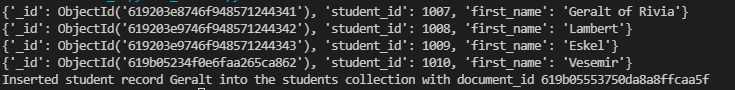 {'_id': ObjectId('619203e8746f948571244341'), 'student_id': 1007, 'first_name': 'Geralt of Rivia'}
{'_id': ObjectId('619203e9746f948571244342'), 'student_id': 1008, 'first_name': 'Lambert'}
{'_id': ObjectId('619203e9746f948571244343'), 'student_id': 1009, 'first_name': 'Eskel'}
{'_id': ObjectId('619b05234f0e6faa265ca862'), 'student_id': 1010, 'first_name': 'Vesemir'}
Inserted student record Geralt into the students collection with document_id 619b05553750da8a8ffcaa5f